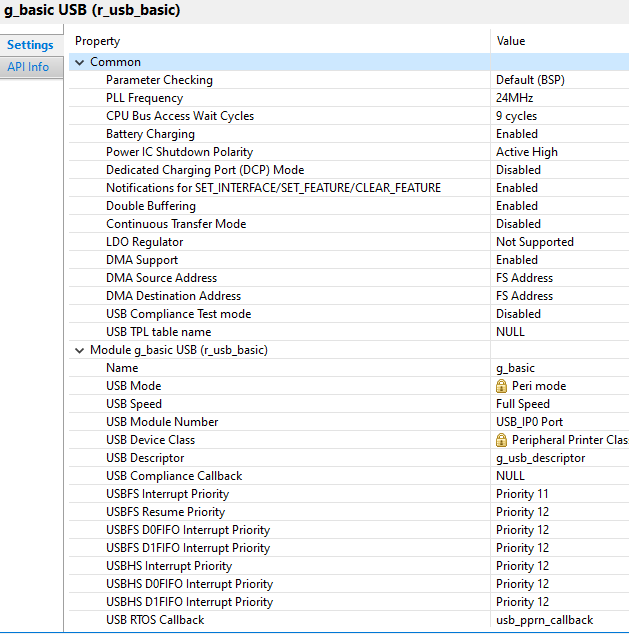 g_basic USB (r_usb_basic)
Settings
API Info
Property Value
Common
Parameter Checking Default (BSP)
PLL Frequency 24MHz
CPU Bus Access Wait Cycles 9 cycles
Battery Charging Enabled
Power IC Shutdown Polarity Active High
Dedicated Charging Port (DCP) Mode Disabled
Notifications for SET_INTERFACE/SET_FEATURE/CLEAR_FEATURE Enabled
Double Buffering Enabled
Continuous Transfer Mode Disabled
LDO Regulator Not Supported
DMA Support Enabled
DMA Source Address FS Address
DMA Destination Address FS Address
USB Compliance Test mode Disabled
USB TPL table name NULL
Module g_basic USB (r_usb_basic)
Name g_basic
USB Mode Peri mode
USB Speed Full Speed
USB Module Number USB_IP0 Port
USB Device Class Peripheral Printer Clas
USB Descriptor g_usb_descriptor
USB Compliance Callback NULL
USBFS Interrupt Priority Priority 11
USBFS Resume Priority Priority 12
USBFS D0FIFO Interrupt Priority Priority 12
USBFS D1FIFO Interrupt Priority Priority 12
USBHS Interrupt Priority Priority 12
USBHS D0FIFO Interrupt Priority Priority 12
USBHS D1FIFO Interrupt Priority Priority 12
USB RTOS Callback usb_pprn_callback